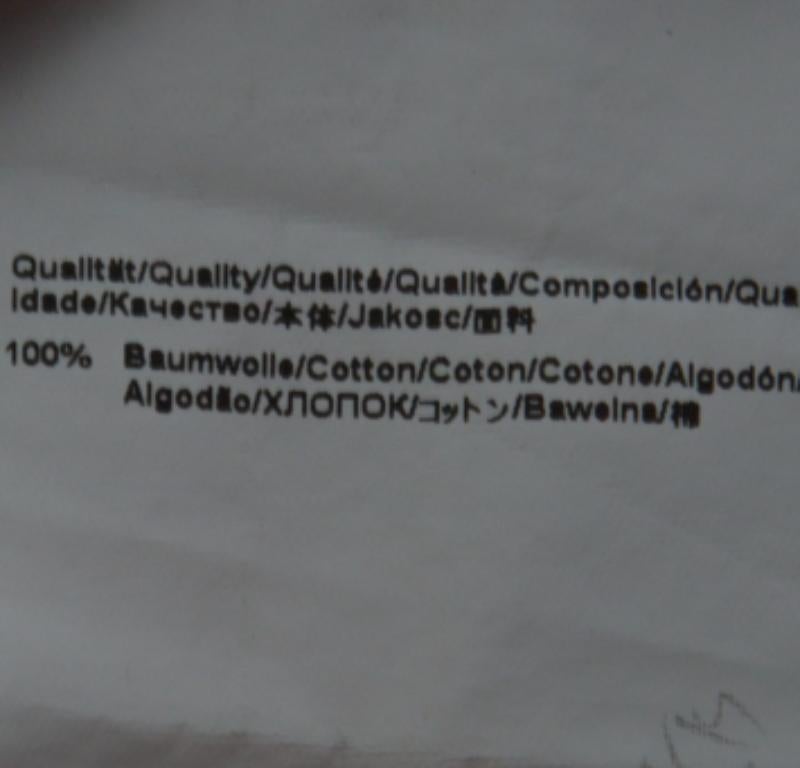 Qualität/Quality/Qualité/Qualità/Composición/Qua
idade/Качество/本体/Jakosc/面料
100% Baumwolle/Cotton/Coton/Cotone/Algodón/
Algodão/ХЛОПОК/コットン/Bawelna/棉